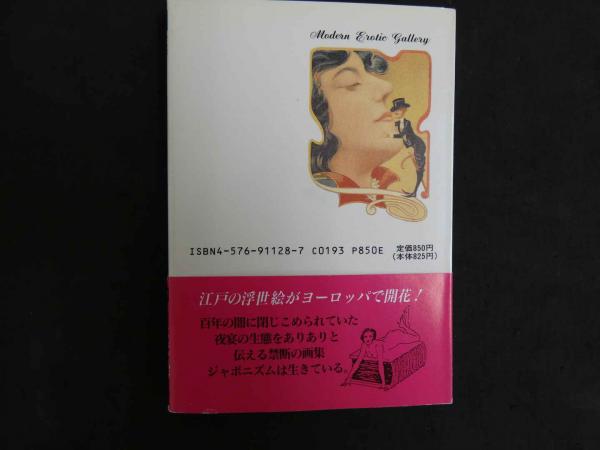 Modern Erotic Gallery
ISBN4-576-91128-7 C0193 P850E
定価850円
(本体825円)
江戸の浮世絵がヨーロッパで開花!
百年の闇に閉じこめられていた
夜宴の生態をありありと
伝える禁断の画集
ジャポニズムは生きている。